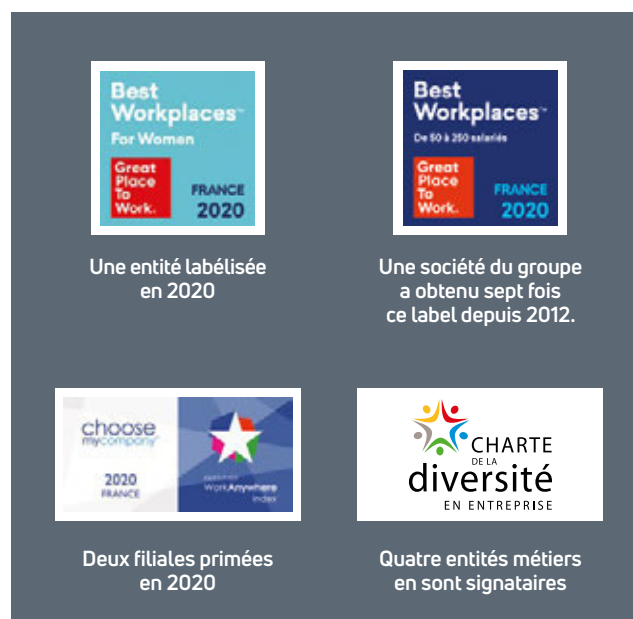 Best
Workplaces™
For Women
Great
Place
To
Work.
FRANCE
2020
Une entité labélisée
en 2020
Best
Workplaces™
De 50 à 250 salariés
Great
Place
To
Work.
FRANCE
2020
Une société du groupe
a obtenu sept fois
ce label depuis 2012.
choose
mycompany
2020
FRANCE
WorkAnywhere
Index
Deux filiales primées
en 2020
CHARTE
DE LA
diversité
EN ENTREPRISE
Quatre entités métiers
en sont signataires